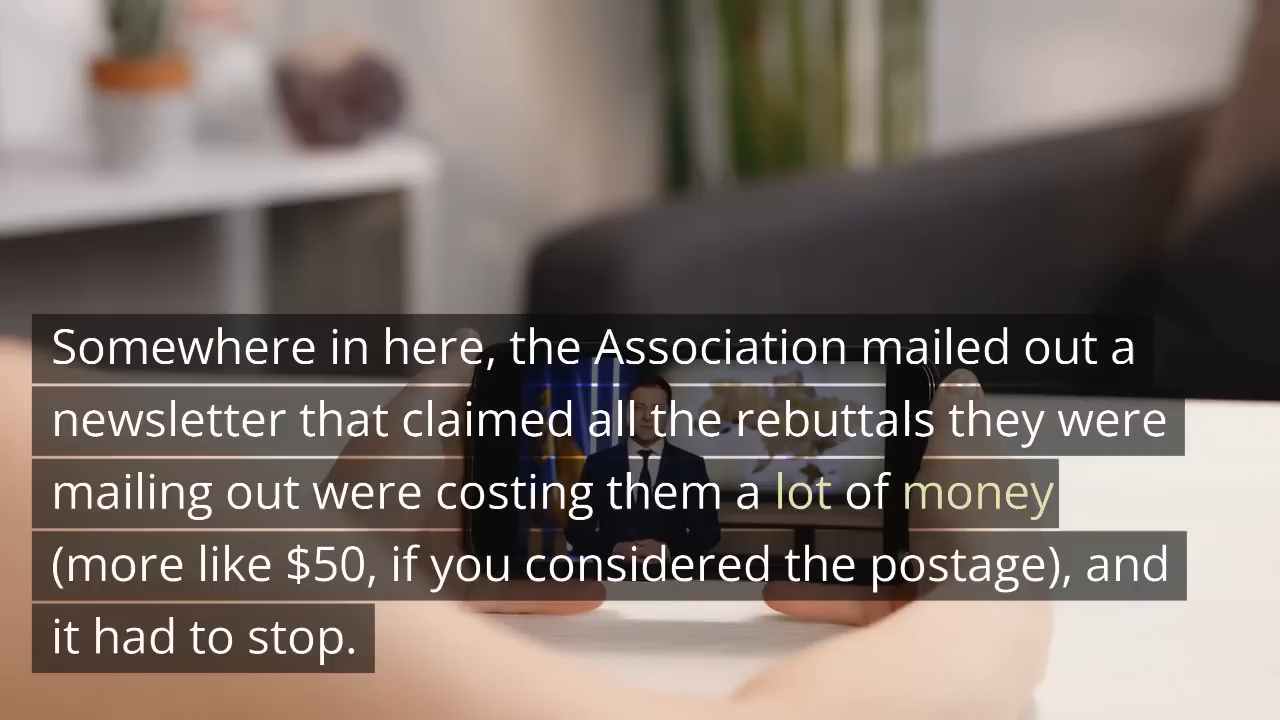 Somewhere in here, the Association mailed out a
newsletter that claimed all the rebuttals they were
mailing out were costing them a lot of money
(more like $50, if you considered the postage), and
it had to stop.